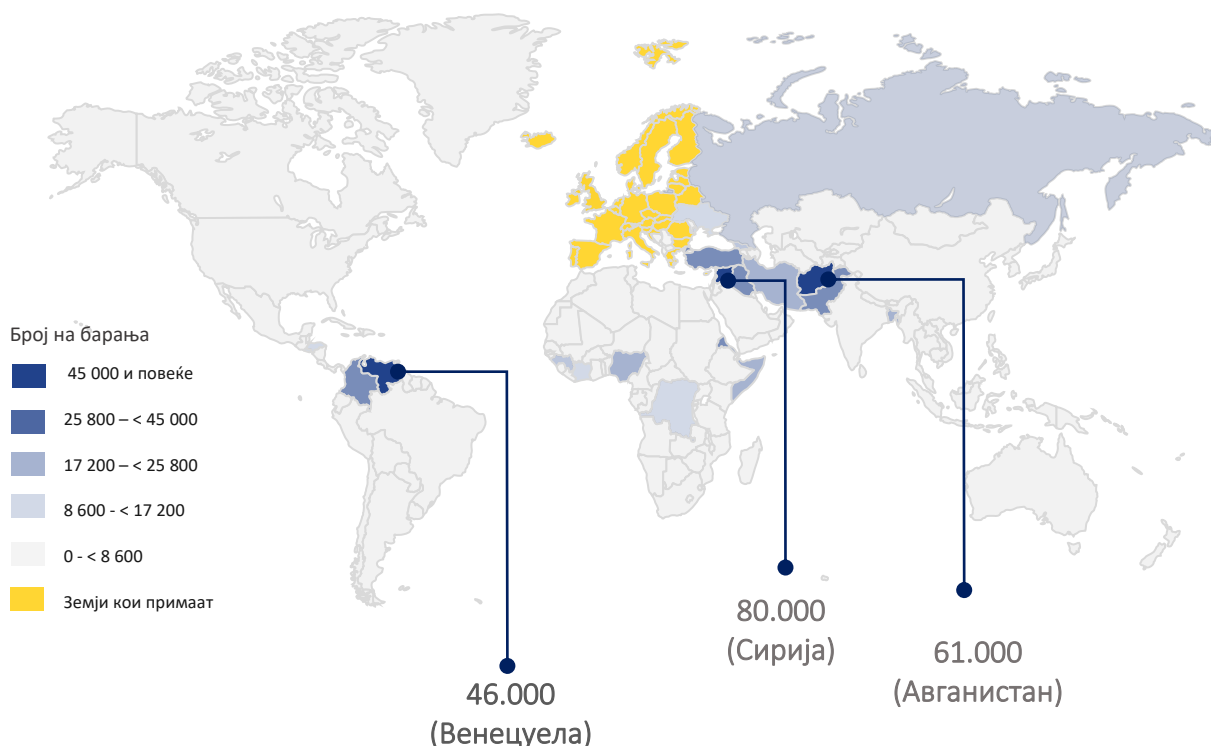 Број на барања
45 000 и повеќе
25 800 – < 45 000
17 200 – < 25 800
8 600 - < 17 200
0 - < 8 600
Земји кои примаат
46.000
(Венецуела)
80.000
(Сирија)
61.000
(Авганистан)